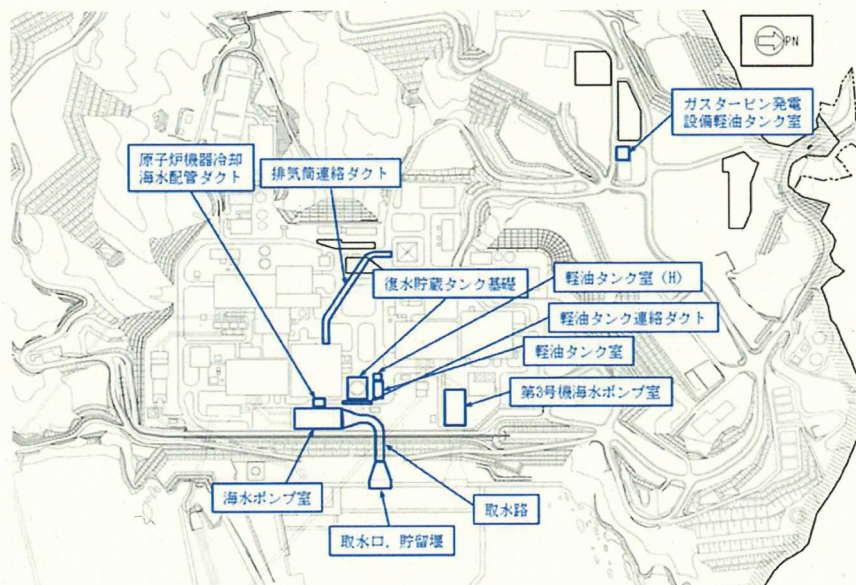 PN
ガスタービン発電
設備軽油タンク室
原子炉機器冷却
海水配管ダクト
排気筒連絡ダクト
復水貯蔵タンク基礎
軽油タンク室（H）
軽油タンク連絡ダクト
軽油タンク室
第3号機海水ポンプ室
海水ポンプ室
取水路
取水口，貯留堰